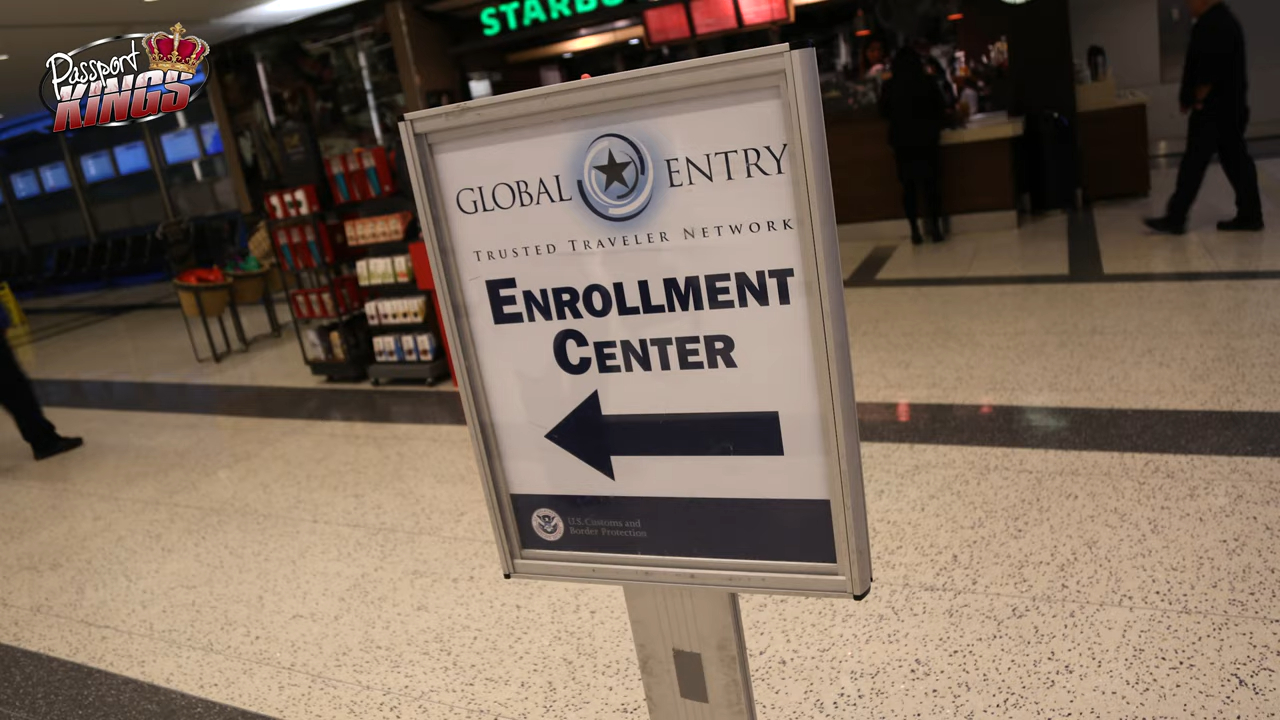 Passport
KINGS
STARBU
GLOBAL ENTRY
TRUSTED TRAVELER NETWORK
ENROLLMENT
CENTER
U.S. Customs and
Border Protection